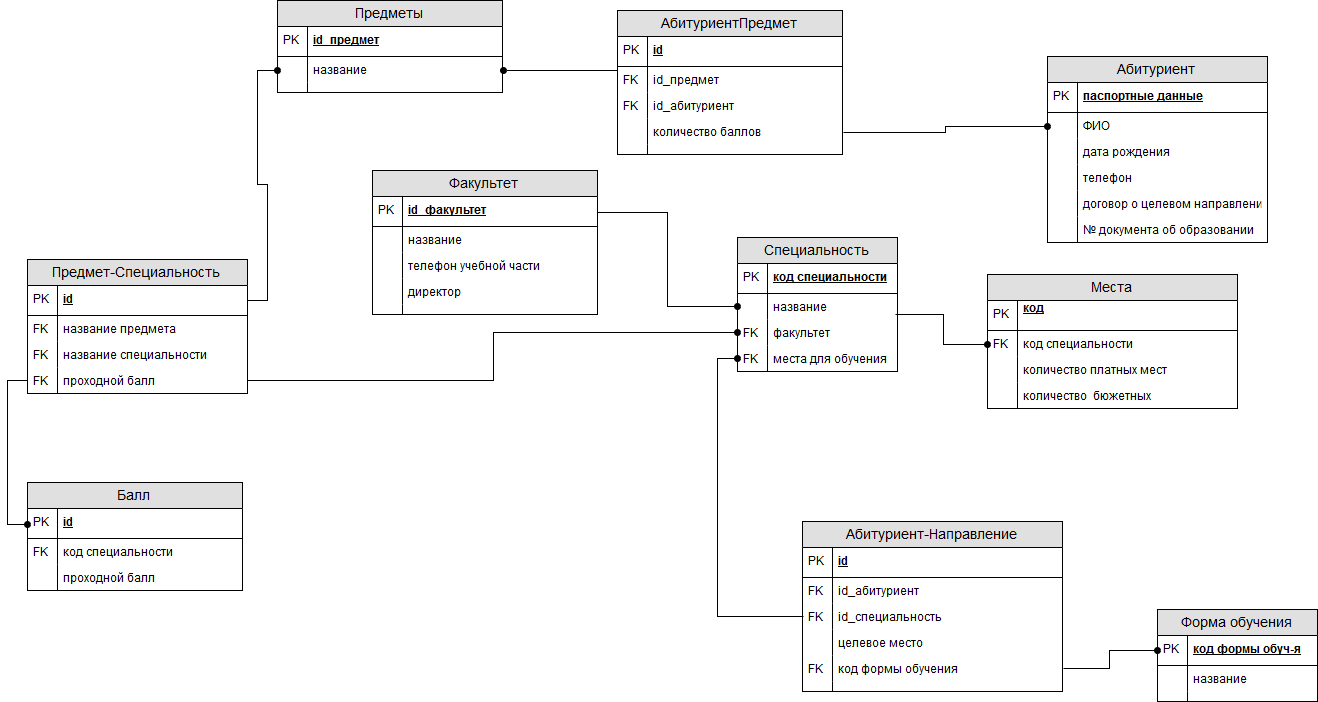 Предметы
PK id_предмет
название
АбитуриентПредмет
PK id
FK id_предмет
FK id_абитуриент
количество баллов
Абитуриент
PK паспортные данные
ФИО
дата рождения
телефон
договор о целевом направлени
№ документа об образовании
Факультет
PK id_факультет
название
телефон учебной части
директор
Специальность
PK код специальности
название
FK факультет
FK места для обучения
Предмет-Специальность
PK id
FK название предмета
FK название специальности
FK проходной балл
Места
PK код
FK код специальности
количество платных мест
количество бюжетных
Балл
PK id
FK код специальности
проходной балл
Абитуриент-Направление
PK id
FK id_абитуриент
FK id_специальность
целевое место
FK код формы обучения
Форма обучения
PK код формы обуч-я
название